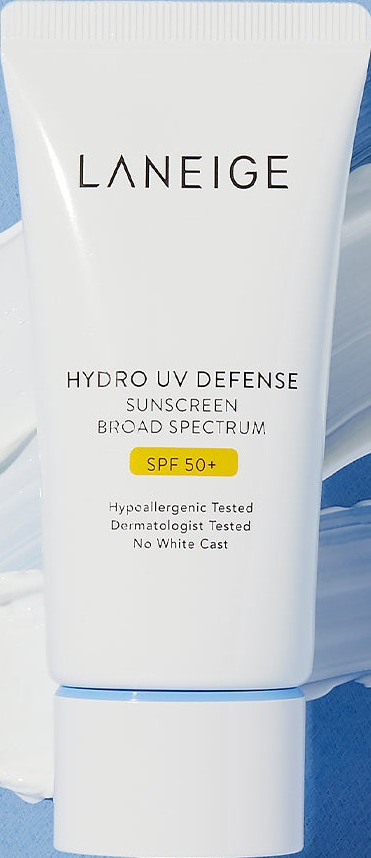 LANEIGE
HYDRO UV DEFENSE
SUNSCREEN
BROAD SPECTRUM
SPF 50+
Hypoallergenic Tested
Dermatologist Tested
No White Cast